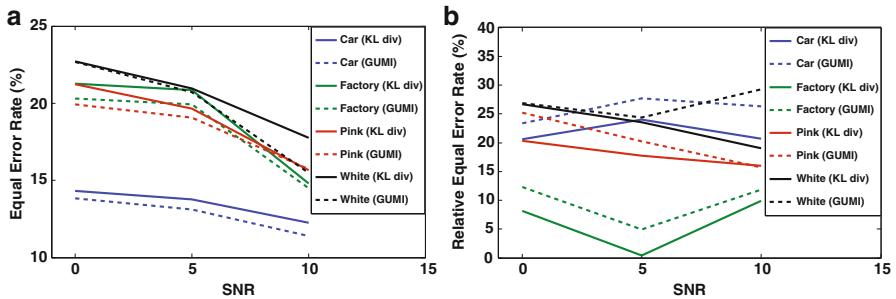 a
Equal Error Rate (%)
25
20
15
10
0
5
10
15
SNR
Car (KL div)
Car (GUMI)
Factory (KL div)
Factory (GUMI)
Pink (KL div)
Pink (GUMI)
White (KL div)
White (GUMI)
b
Relative Equal Error Rate (%)
40
35
30
25
20
15
10
5
0
0
5
10
15
SNR
Car (KL div)
Car (GUMI)
Factory (KL div)
Factory (GUMI)
Pink (KL div)
Pink (GUMI)
White (KL div)
White (GUMI)